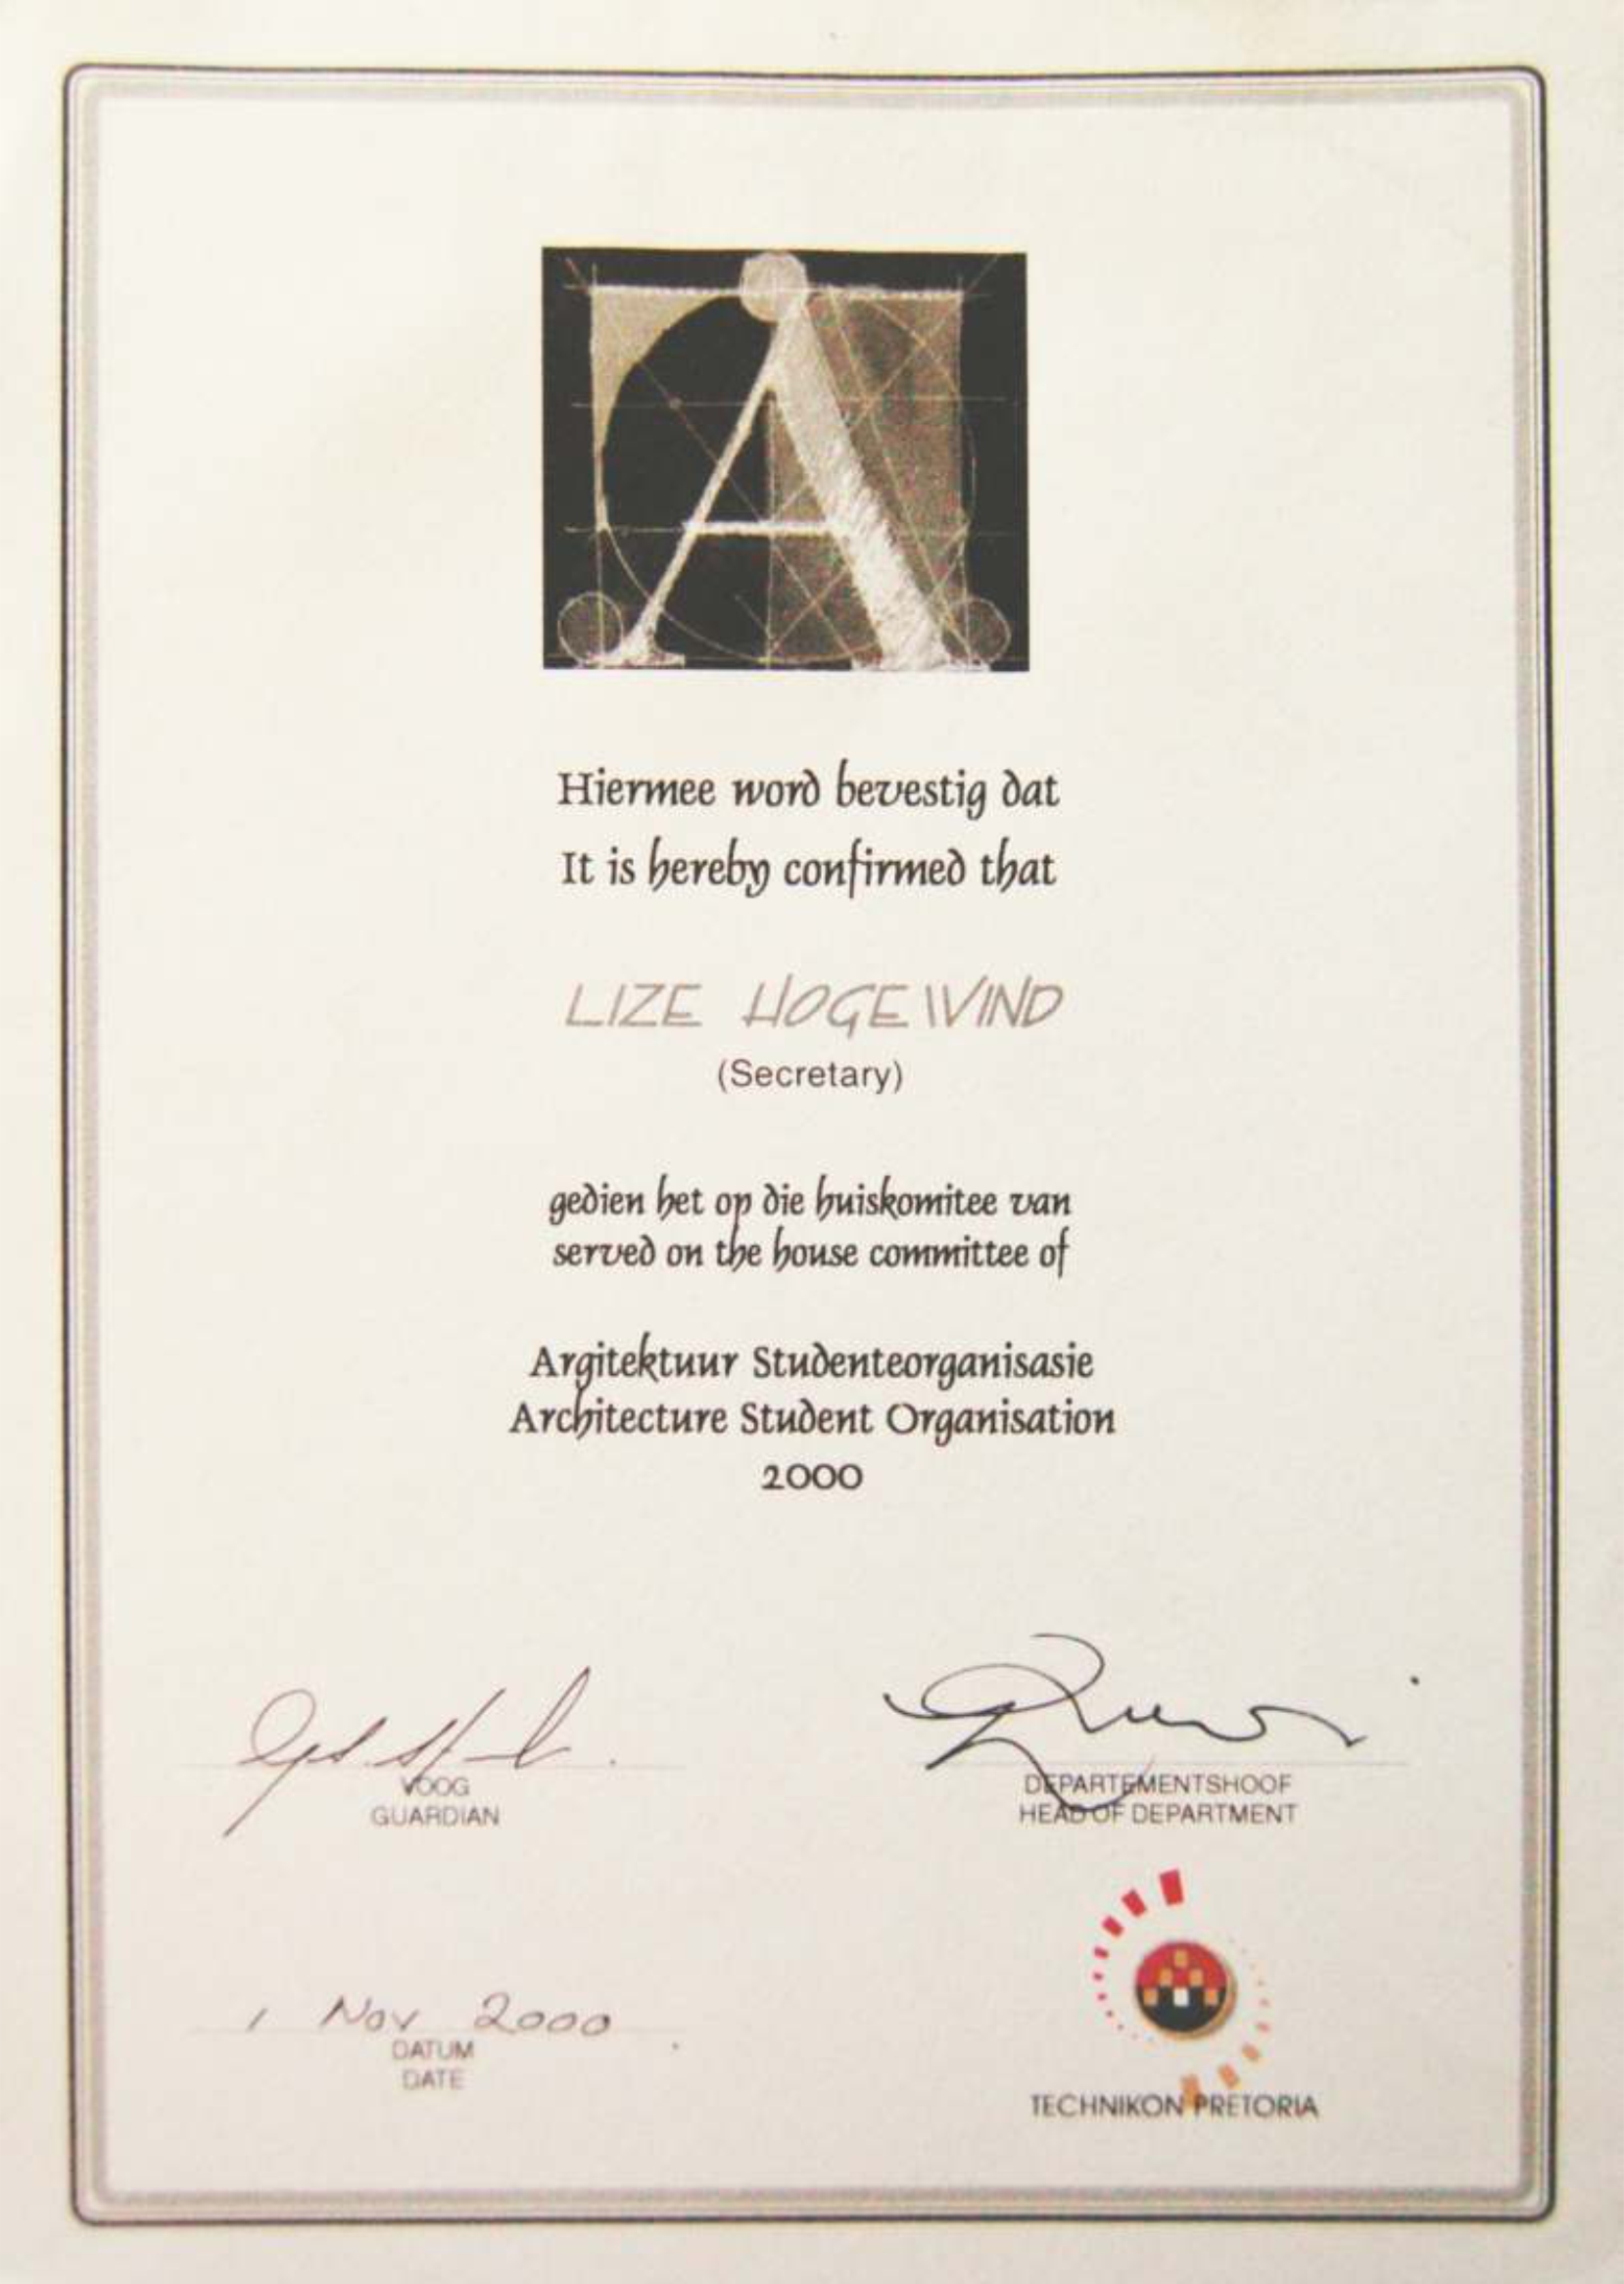 Hiermee word bevestig dat
It is hereby confirmed that
LIZE HOGEWIND
(Secretary)
gedien het op die huiskomitee van
served on the house committee of
Argitektuur Studenteorganisasie
Architecture Student Organisation
2000
VOOG
GUARDIAN
DEPARTEMENTSHOOF
HEAD OF DEPARTMENT
1 Nov 2000
DATUM
DATE
TECHNIKON PRETORIA